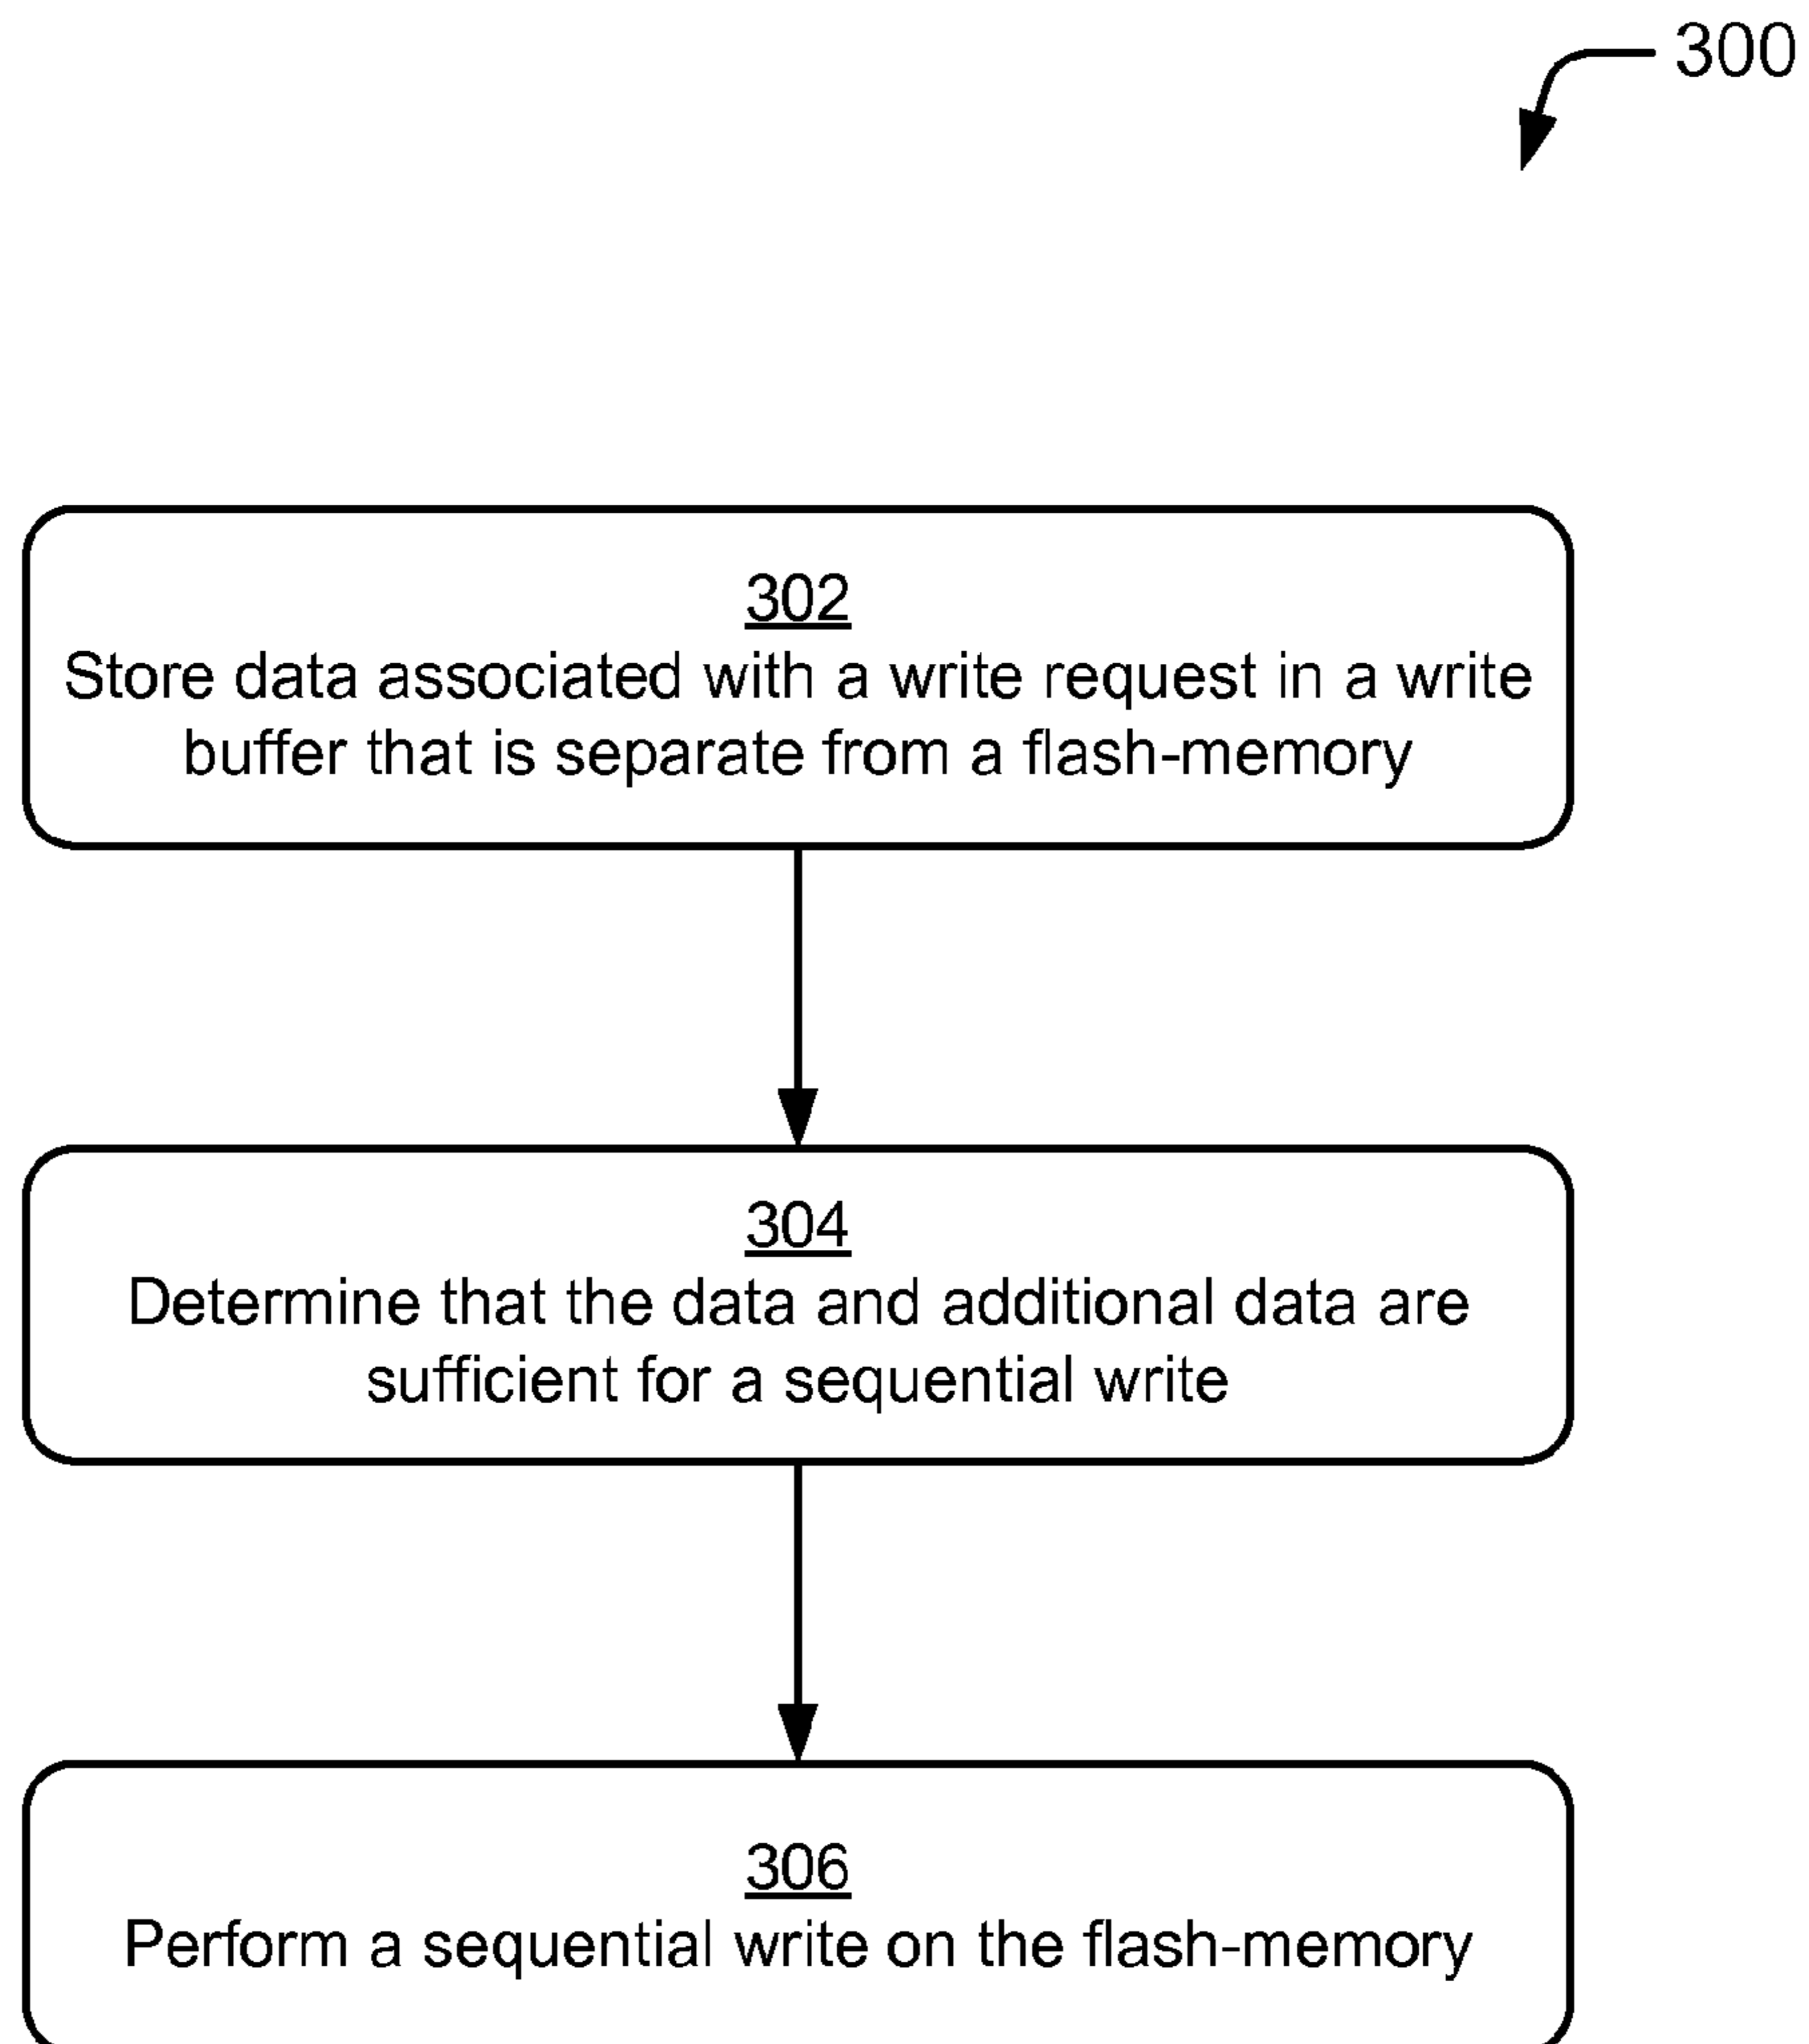 300
302
Store data associated with a write request in a write
buffer that is separate from a flash-memory
304
Determine that the data and additional data are
sufficient for a sequential write
306
Perform a sequential write on the flash-memory